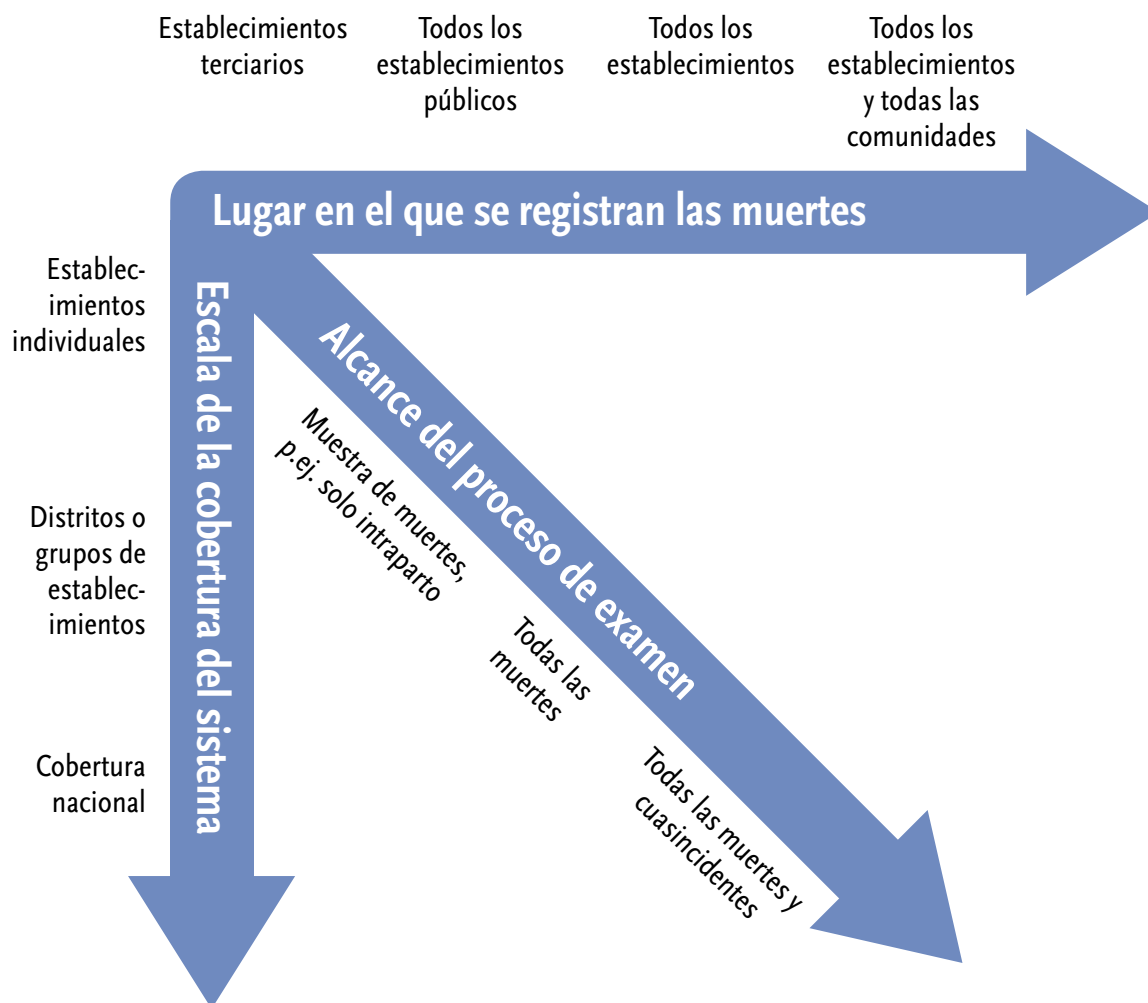 Establecimientos
terciarios
Todos los
establecimientos
públicos
Todos los
establecimientos
Todos los
establecimientos
y todas las
comunidades
Lugar en el que se registran las muertes
Establec-
imientos
individuales
Distritos o
grupos de
establec-
imientos
Cobertura
nacional
Escala de la cobertura del sistema
Alcance del proceso de examen
Muestra de muertes,
p.ej. solo intraparto
Todas las
muertes
Todas las muertes y
cuasincidentes